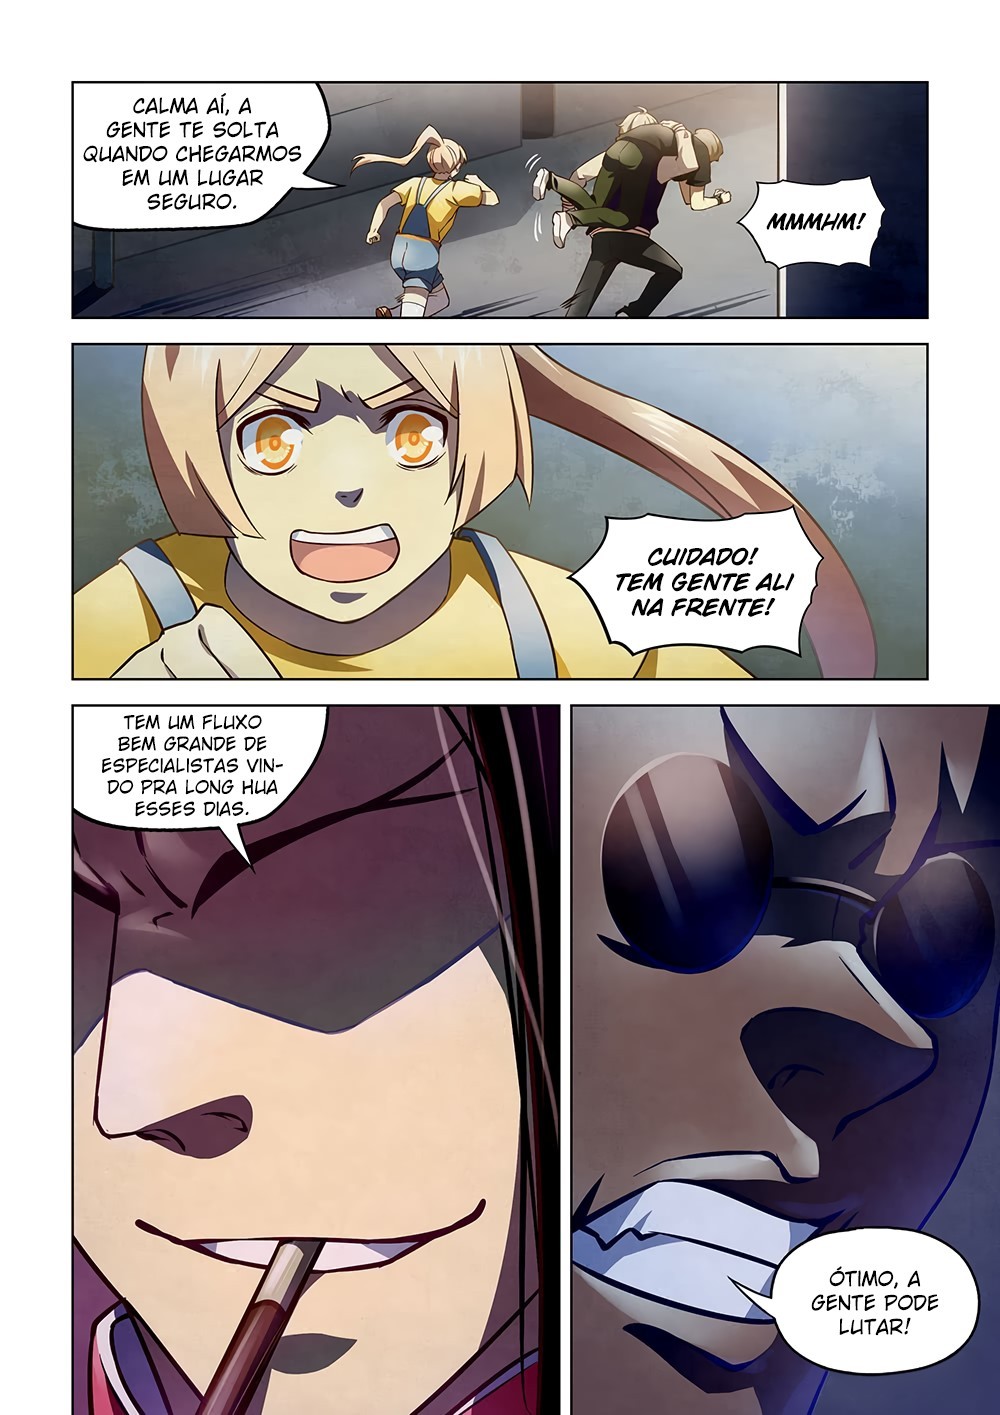 CALMA AÍ, A
GENTE TE SOLTA
QUANDO CHEGARMOS
EM UM LUGAR
SEGURO.
MMMHM!
CUIDADO!
TEM GENTE ALI
NA FRENTE!
TEM UM FLUXO
BEM GRANDE DE
ESPECIALISTAS VIN-
DO PRA LONG HUA
ESSES DIAS.
ÓTIMO, A
GENTE PODE
LUTAR!